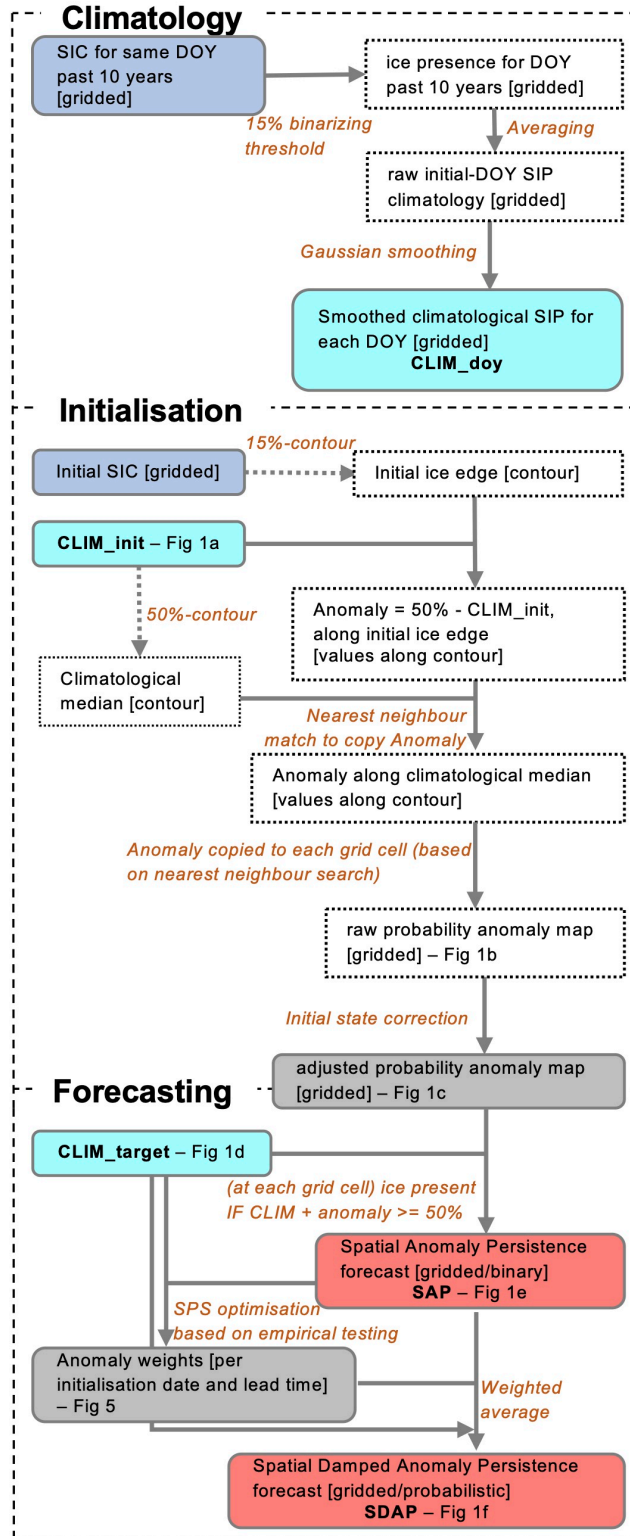 Climatology
SIC for same DOY
past 10 years
[gridded]
ice presence for DOY
past 10 years [gridded]
15% binarizing
threshold
Averaging
raw initial-DOY SIP
climatology [gridded]
Gaussian smoothing
Smoothed climatological SIP for
each DOY [gridded]
CLIM_doy
Initialisation
15%-contour
Initial SIC [gridded]
Initial ice edge [contour]
CLIM_init – Fig 1a
50%-contour
Anomaly = 50% - CLIM_init,
along initial ice edge
[values along contour]
Climatological
median [contour]
Nearest neighbour
match to copy Anomaly
Anomaly along climatological median
[values along contour]
Anomaly copied to each grid cell (based
on nearest neighbour search)
raw probability anomaly map
[gridded] – Fig 1b
Initial state correction
adjusted probability anomaly map
[gridded] – Fig 1c
Forecasting
CLIM_target – Fig 1d
(at each grid cell) ice present
IF CLIM + anomaly >= 50%
Spatial Anomaly Persistence
forecast [gridded/binary]
SAP – Fig 1e
SPS optimisation
based on empirical testing
Anomaly weights [per
initialisation date and lead time]
– Fig 5
Weighted
average
Spatial Damped Anomaly Persistence
forecast [gridded/probabilistic]
SDAP – Fig 1f